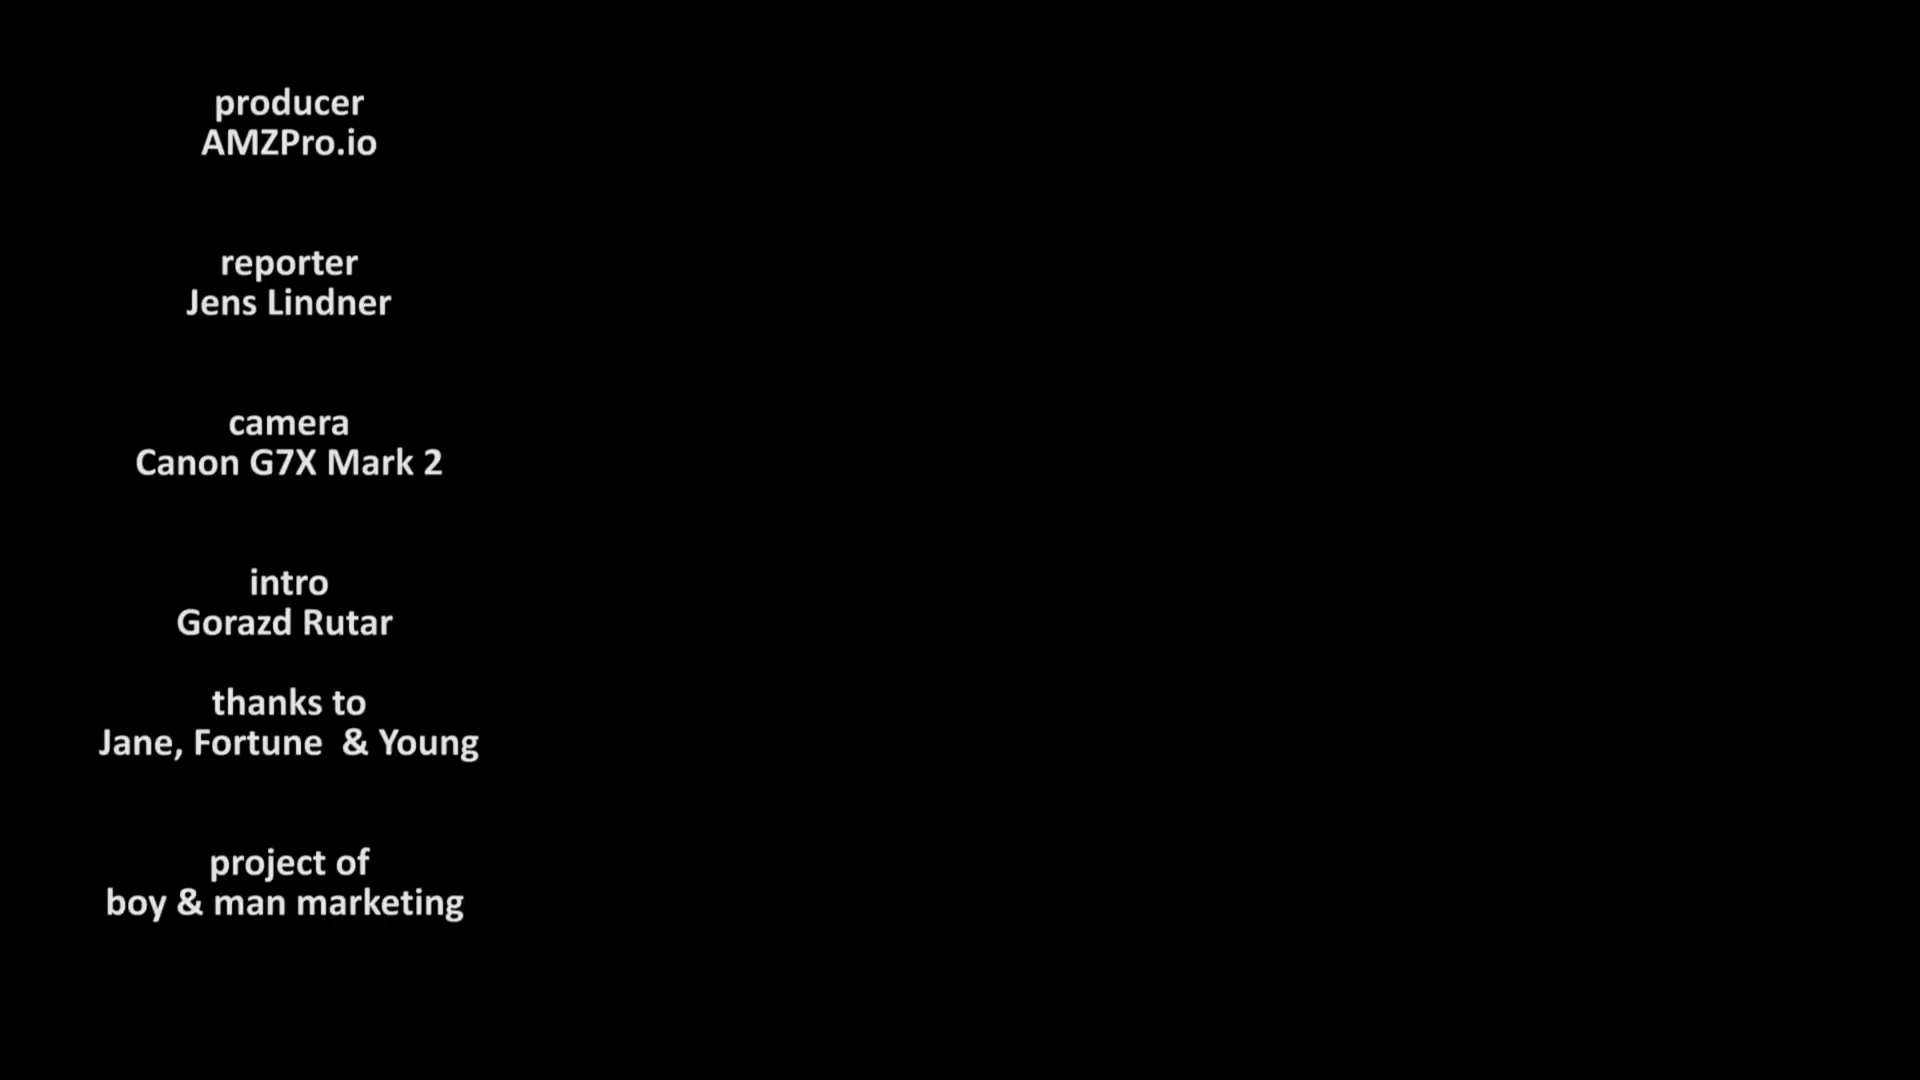 producer
AMZPro.io
reporter
Jens Lindner
camera
Canon G7X Mark 2
intro
Gorazd Rutar
thanks to
Jane, Fortune  & Young
project of
boy & man marketing